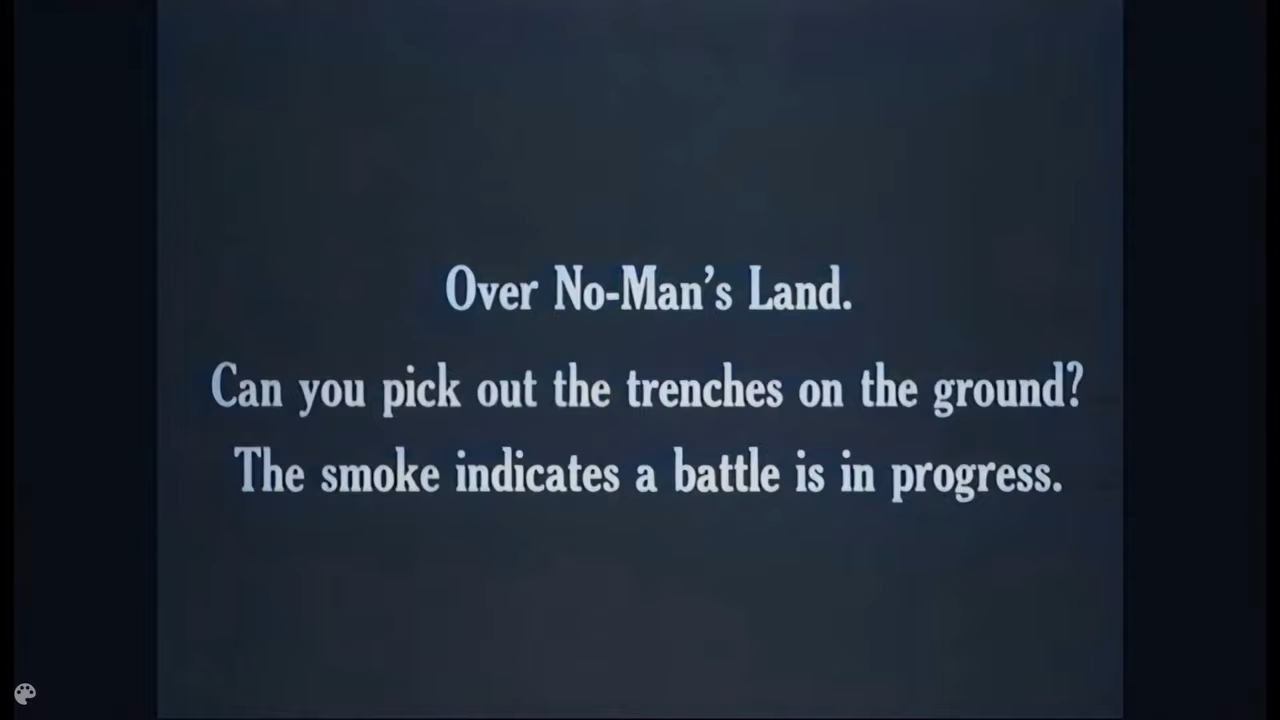 Over No-Man's Land.
Can you pick out the trenches on the ground?
The smoke indicates a battle is in progress.